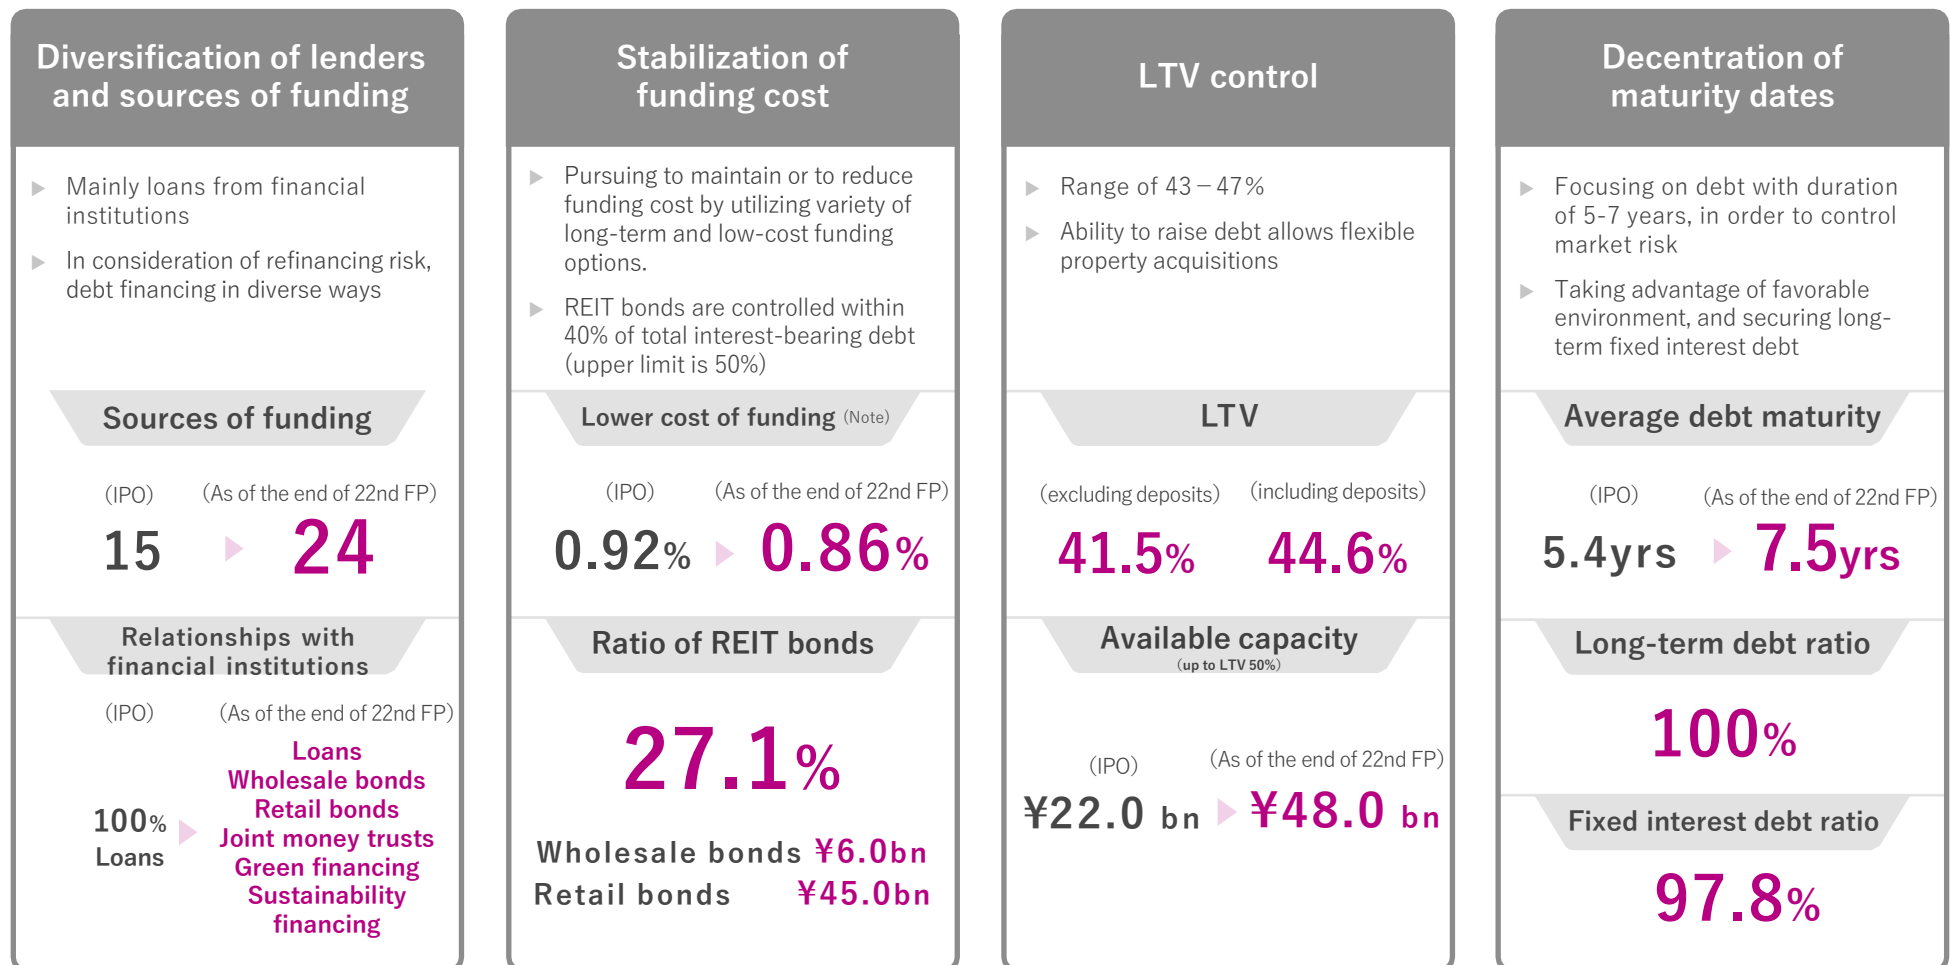 Diversification of lenders
and sources of funding
Mainly loans from financial
institutions
In consideration of refinancing risk,
debt financing in diverse ways
Sources of funding
(IPO)
(As of the end of 22nd FP)
15
24
Relationships with
financial institutions
(IPO)
(As of the end of 22nd FP)
100%
Loans
Loans
Wholesale bonds
Retail bonds
Joint money trusts
Green financing
Sustainability
financing
Stabilization of
funding cost
Pursuing to maintain or to reduce
funding cost by utilizing variety of
long-term and low-cost funding
options.
REIT bonds are controlled within
40% of total interest-bearing debt
(upper limit is 50%)
Lower cost of funding (Note)
(IPO)
(As of the end of 22nd FP)
0.92%
0.86%
Ratio of REIT bonds
27.1%
Wholesale bonds ¥6.0bn
Retail bonds ¥45.0bn
LTV control
Range of 43－47%
Ability to raise debt allows flexible
property acquisitions
LTV
(excluding deposits)
(including deposits)
41.5%
44.6%
Available capacity
(up to LTV 50%)
(IPO)
(As of the end of 22nd FP)
¥22.0 bn
¥48.0 bn
Decentration of
maturity dates
Focusing on debt with duration
of 5-7 years, in order to control
market risk
Taking advantage of favorable
environment, and securing long-
term fixed interest debt
Average debt maturity
(IPO)
(As of the end of 22nd FP)
5.4yrs
7.5yrs
Long-term debt ratio
100%
Fixed interest debt ratio
97.8%